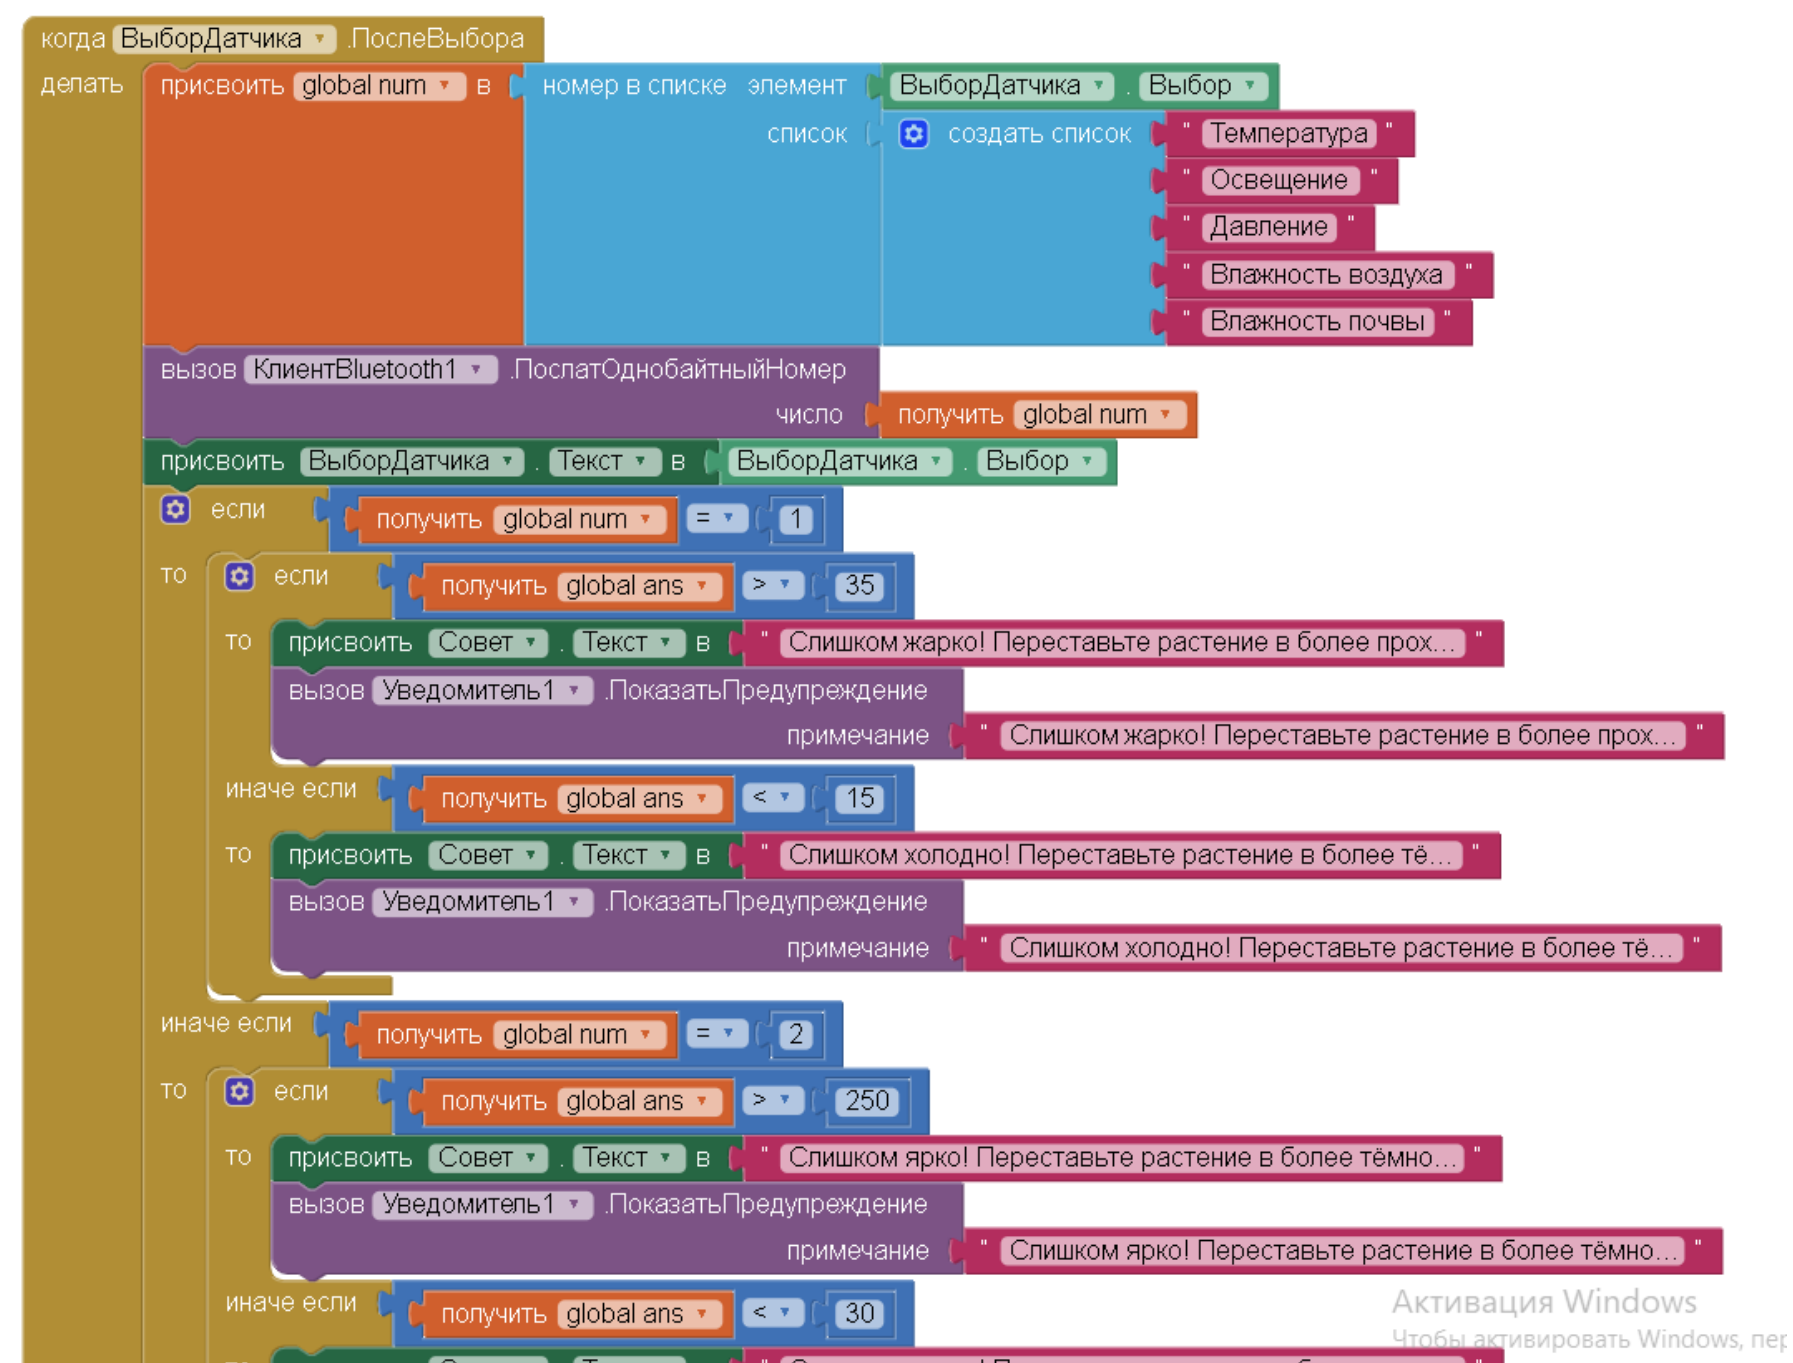 когда ВыборДатчика .ПослеВыбора
делать присвоить global num в номер в списке элемент ВыборДатчика . Выбор
список создать список " Температура "
" Освещение "
" Давление "
" Влажность воздуха "
" Влажность почвы "
вызов КлиентBluetooth1 .ПослатОднобайтныйНомер
число получить global num
присвоить ВыборДатчика . Текст в ВыборДатчика . Выбор
если получить global num = 1
то если получить global ans > 35
то присвоить Совет . Текст в " Слишком жарко! Переставьте растение в более прох... "
вызов Уведомитель1 .ПоказатьПредупреждение
примечание " Слишком жарко! Переставьте растение в более прох... "
иначе если получить global ans < 15
то присвоить Совет . Текст в " Слишком холодно! Переставьте растение в более тё... "
вызов Уведомитель1 .ПоказатьПредупреждение
примечание " Слишком холодно! Переставьте растение в более тё... "
иначе если получить global num = 2
то если получить global ans > 250
то присвоить Совет . Текст в " Слишком ярко! Переставьте растение в более тёмно... "
вызов Уведомитель1 .ПоказатьПредупреждение
примечание " Слишком ярко! Переставьте растение в более тёмно... "
иначе если получить global ans < 30
Активация Windows
Чтобы активировать Windows, пер